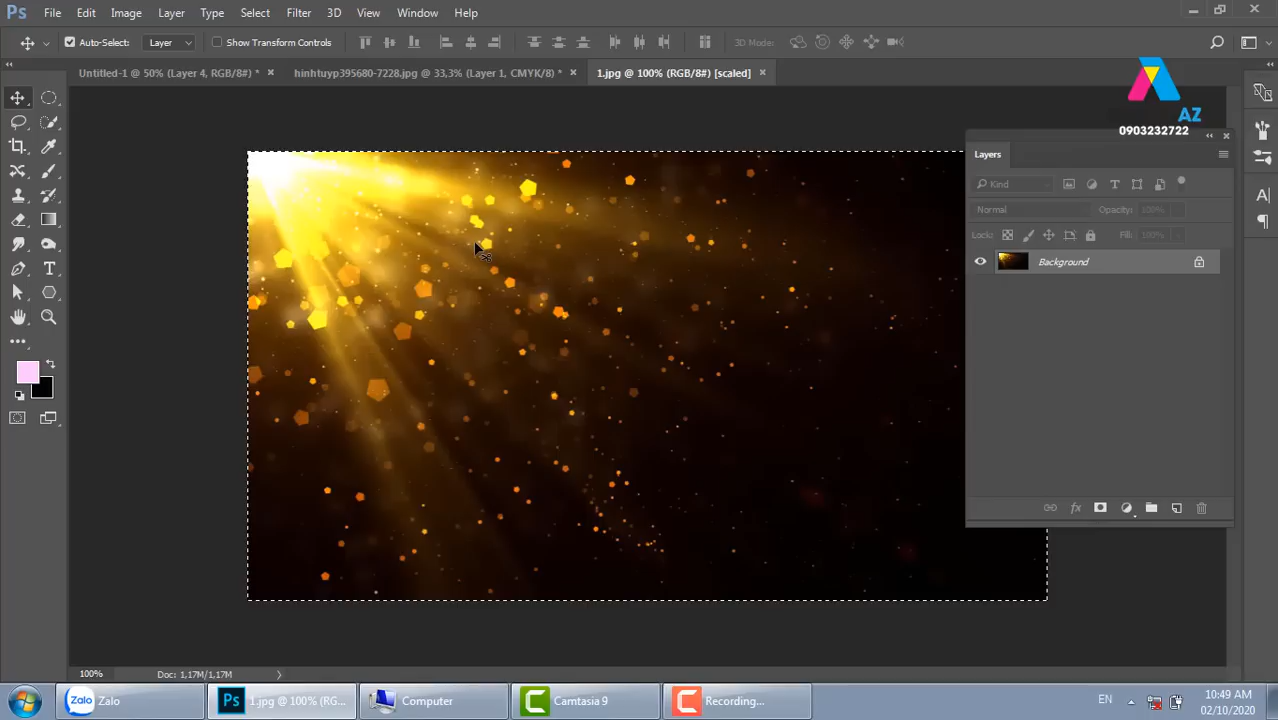 Ps File Edit Image Layer Type Select Filter 3D View Window Help
Auto-Select: Layer Show Transform Controls 3D Mode:
Untitled-1 @ 50% (Layer 4, RGB/8#) * × hinhtuyp395680-7228.jpg @ 33,3% (Layer 1, CMYK/8) * × 1.jpg @ 100% (RGB/8#) [scaled] ×
AZ
0903232722
Layers
Kind
Normal Opacity: 100%
Lock: Fill: 100%
Background
100% Doc: 1,17M/1,17M
Zalo Zalo Ps 1.jpg @ 100% (RG... Computer Camtasia 9 Recording... EN 10:49 AM
02/10/2020